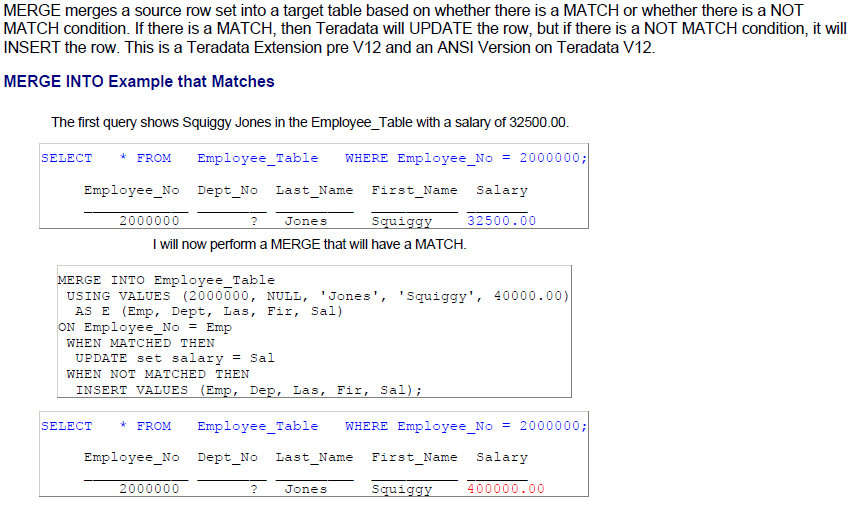 MERGE merges a source row set into a target table based on whether there is a MATCH or whether there is a NOT
MATCH condition. If there is a MATCH, then Teradata will UPDATE the row, but if there is a NOT MATCH condition, it will
INSERT the row. This is a Teradata Extension pre V12 and an ANSI Version on Teradata V12.
MERGE INTO Example that Matches
The first query shows Squiggy Jones in the Employee_Table with a salary of 32500.00.
SELECT * FROM Employee_Table WHERE Employee_No = 2000000;
Employee_No Dept_No Last_Name First_Name Salary
2000000 ? Jones Squiggy 32500.00
I will now perform a MERGE that will have a MATCH.
MERGE INTO Employee_Table
USING VALUES (2000000, NULL, 'Jones', 'Squiggy', 40000.00)
AS E (Emp, Dept, Las, Fir, Sal)
ON Employee_No = Emp
WHEN MATCHED THEN
UPDATE set salary = Sal
WHEN NOT MATCHED THEN
INSERT VALUES (Emp, Dep, Las, Fir, Sal);
SELECT * FROM Employee_Table WHERE Employee_No = 2000000;
Employee_No Dept_No Last_Name First_Name Salary
2000000 ? Jones Squiggy 400000.00